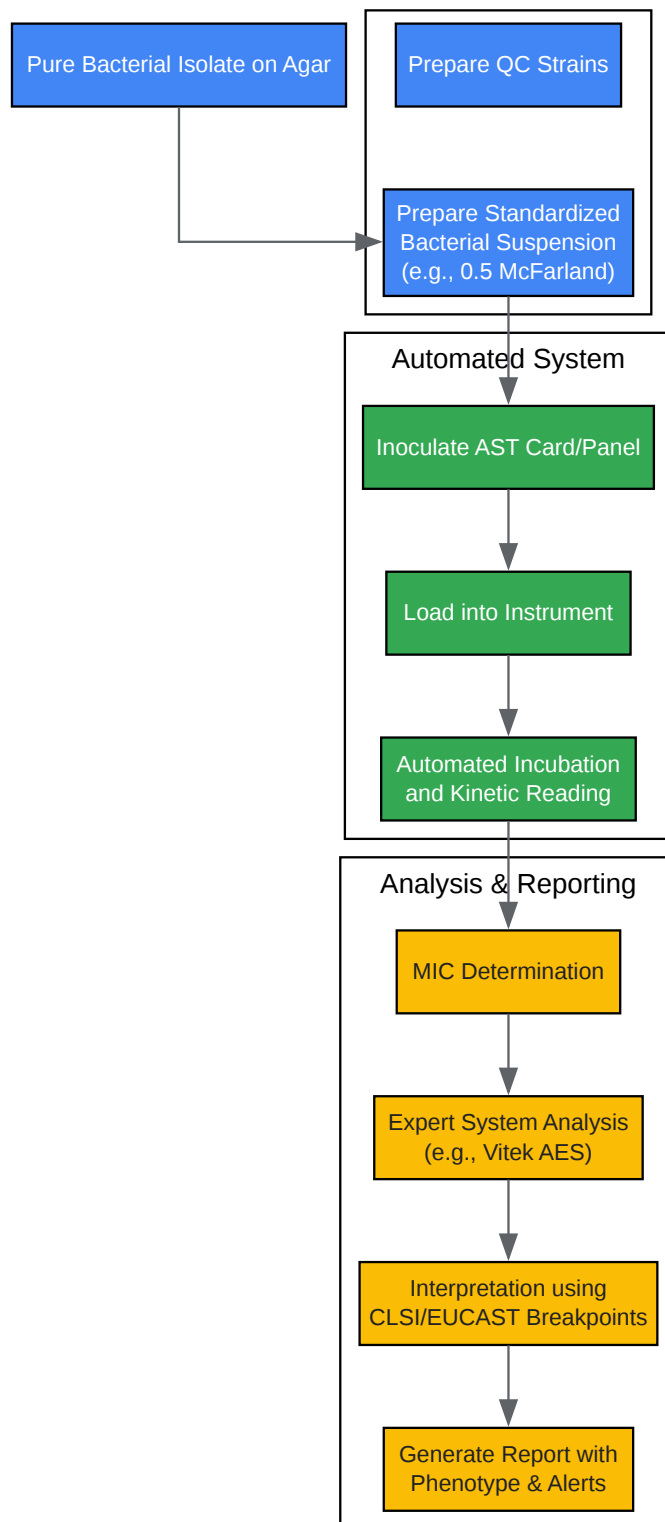 Pure Bacterial Isolate on Agar
Prepare QC Strains
Prepare Standardized
Bacterial Suspension
(e.g., 0.5 McFarland)
Automated System
Inoculate AST Card/Panel
Load into Instrument
Automated Incubation
and Kinetic Reading
Analysis & Reporting
MIC Determination
Expert System Analysis
(e.g., Vitek AES)
Interpretation using
CLSI/EUCAST Breakpoints
Generate Report with
Phenotype & Alerts